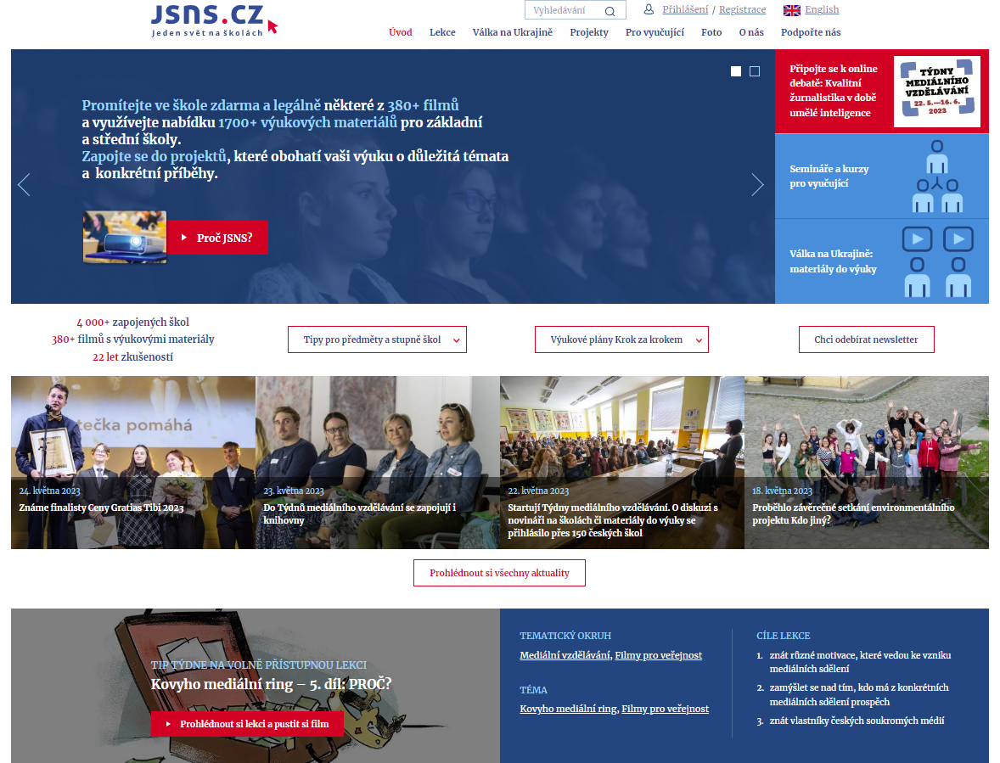 JSNS.CZ
Jeden svět na školách
Vyhledávání
Přihlášení / Registrace
English
Úvod
Lekce
Válka na Ukrajině
Projekty
Pro vyučující
Foto
O nás
Podpořte nás
Promítejte ve škole zdarma a legálně některé z 380+ filmů
a využívejte nabídku 1700+ výukových materiálů pro základní
a střední školy.
Zapojte se do projektů, které obohatí vaši výuku o důležitá témata
a konkrétní příběhy.
Proč JSNS?
Připojte se k online
debatě: Kvalitní
žurnalistika v době
umělé inteligence
TÝDNY
MEDIÁLNÍHO
VZDĚLÁVÁNÍ
22. 5.—16. 6.
2023
Semináře a kurzy
pro vyučující
Válka na Ukrajině:
materiály do výuky
4 000+ zapojených škol
380+ filmů s výukovými materiály
22 let zkušeností
Tipy pro předměty a stupně škol
Výukové plány Krok za krokem
Chci odebírat newsletter
tečka pomáhá
24. května 2023
Známe finalisty Ceny Gratias Tibi 2023
23. května 2023
Do Týdnů mediálního vzdělávání se zapojují i
knihovny
22. května 2023
Startují Týdny mediálního vzdělávání. O diskuzi s
novináři na školách či materiály do výuky se
přihlásilo přes 150 českých škol
18. května 2023
Proběhlo závěrečné setkání environmentálního
projektu Kdo jiný?
Prohlédnout si všechny aktuality
TIP TÝDNE NA VOLNĚ PŘÍSTUPNOU LEKCI
Kovyho mediální ring – 5. díl: PROČ?
Prohlédnout si lekci a pustit si film
TEMATICKÝ OKRUH
Mediální vzdělávání, Filmy pro veřejnost
TÉMA
Kovyho mediální ring, Filmy pro veřejnost
CÍLE LEKCE
1. znát různé motivace, které vedou ke vzniku
mediálních sdělení
2. zamýšlet se nad tím, kdo má z konkrétních
mediálních sdělení prospěch
3. znát vlastníky českých soukromých médií